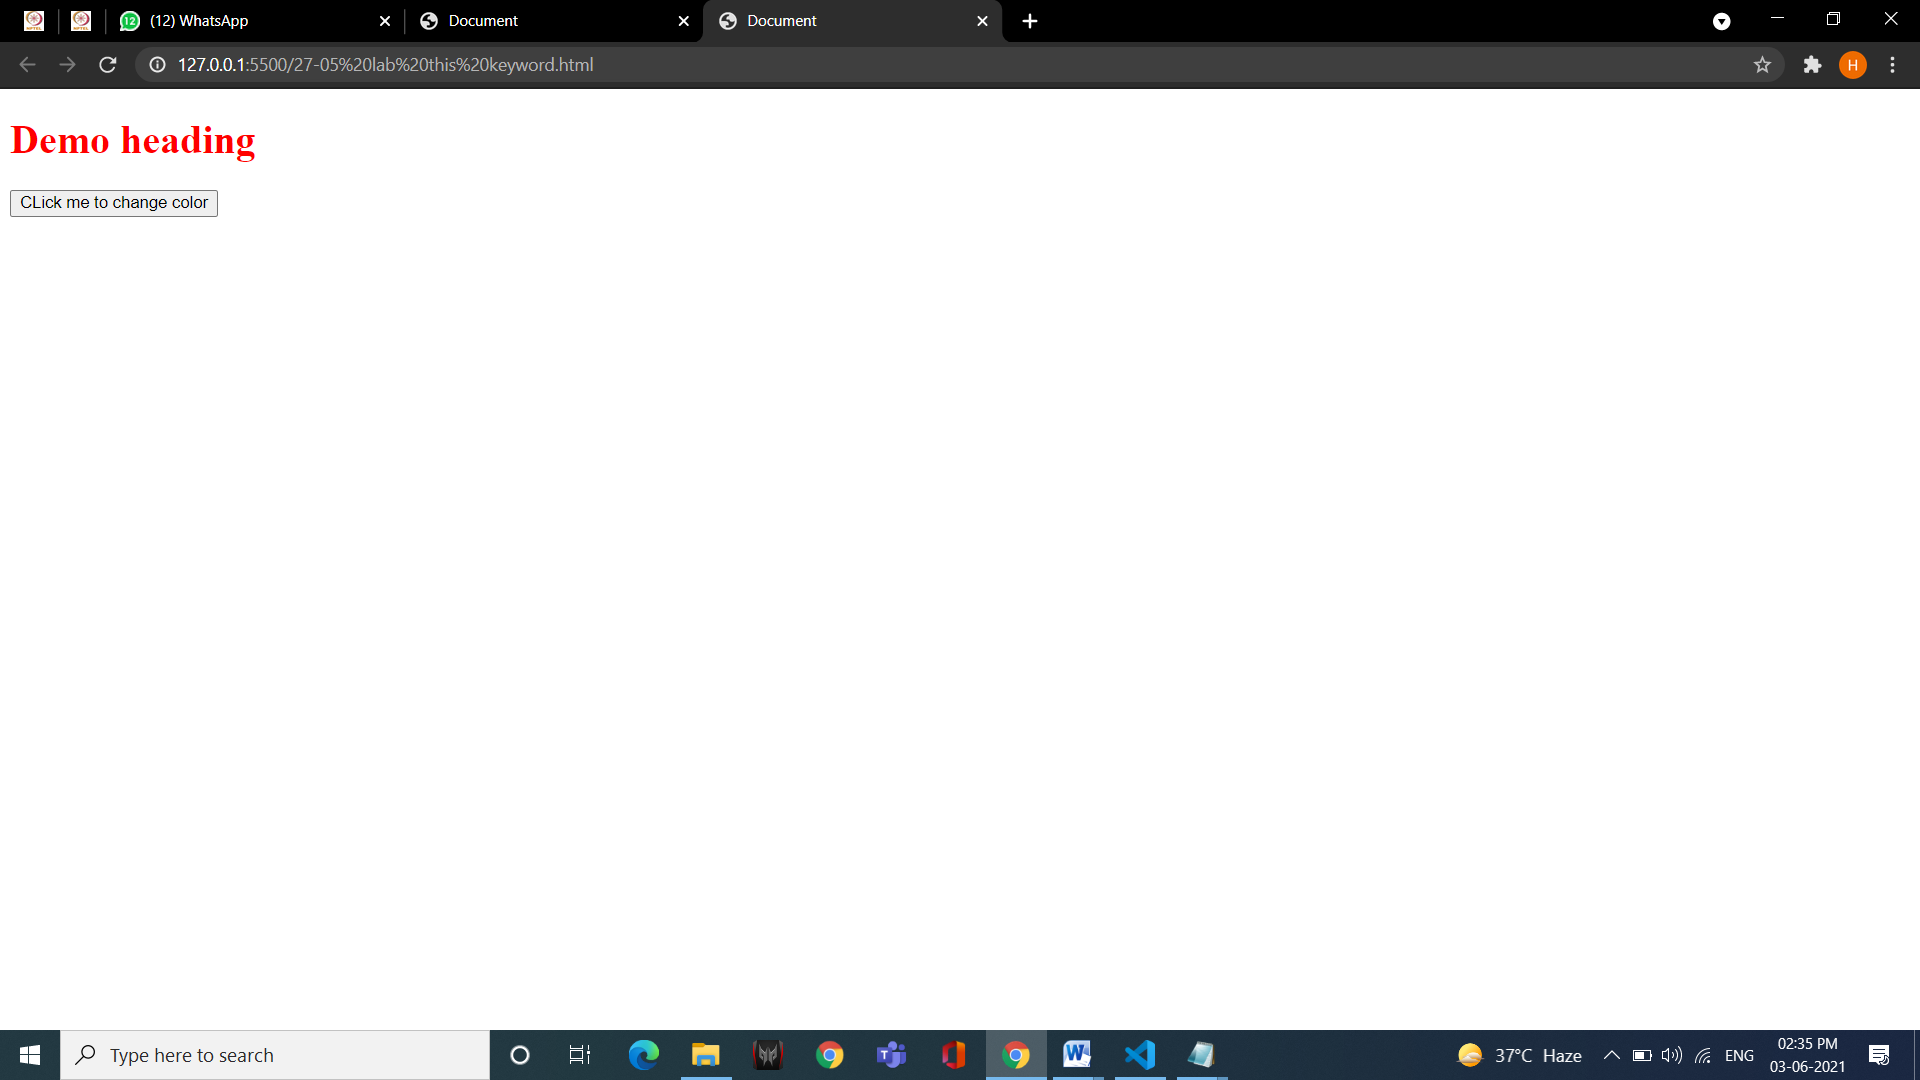 (12) WhatsApp
Document
Document
127.0.0.1:5500/27-05%20lab%20this%20keyword.html
H
Demo heading
CLick me to change color
Type here to search
37°C Haze
ENG
02:35 PM
03-06-2021